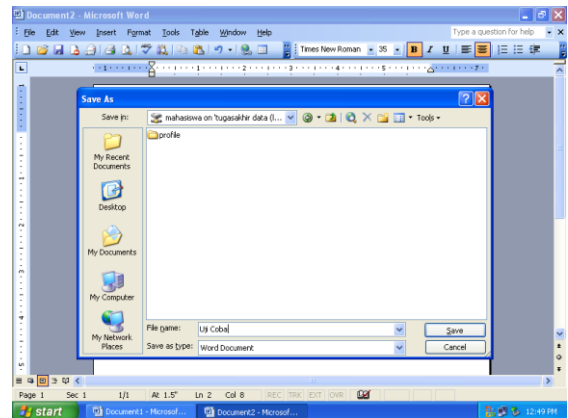 Document2 - Microsoft Word
File Edit View Insert Format Tools Table Window Help Type a question for help
Times New Roman 35 B I U
Save As
Save in: mahasiswa on 'tugasakhir data (l... Tools
profile
My Recent Documents
Desktop
My Documents
My Computer
My Network Places
File name: Uji Coba
Save as type: Word Document
Save
Cancel
Page 1 Sec 1 1/1 At 1.5" Ln 2 Col 8 REC TRK EXT OVR
start Document1 - Microsof... Document2 - Microsof... 12:49 PM